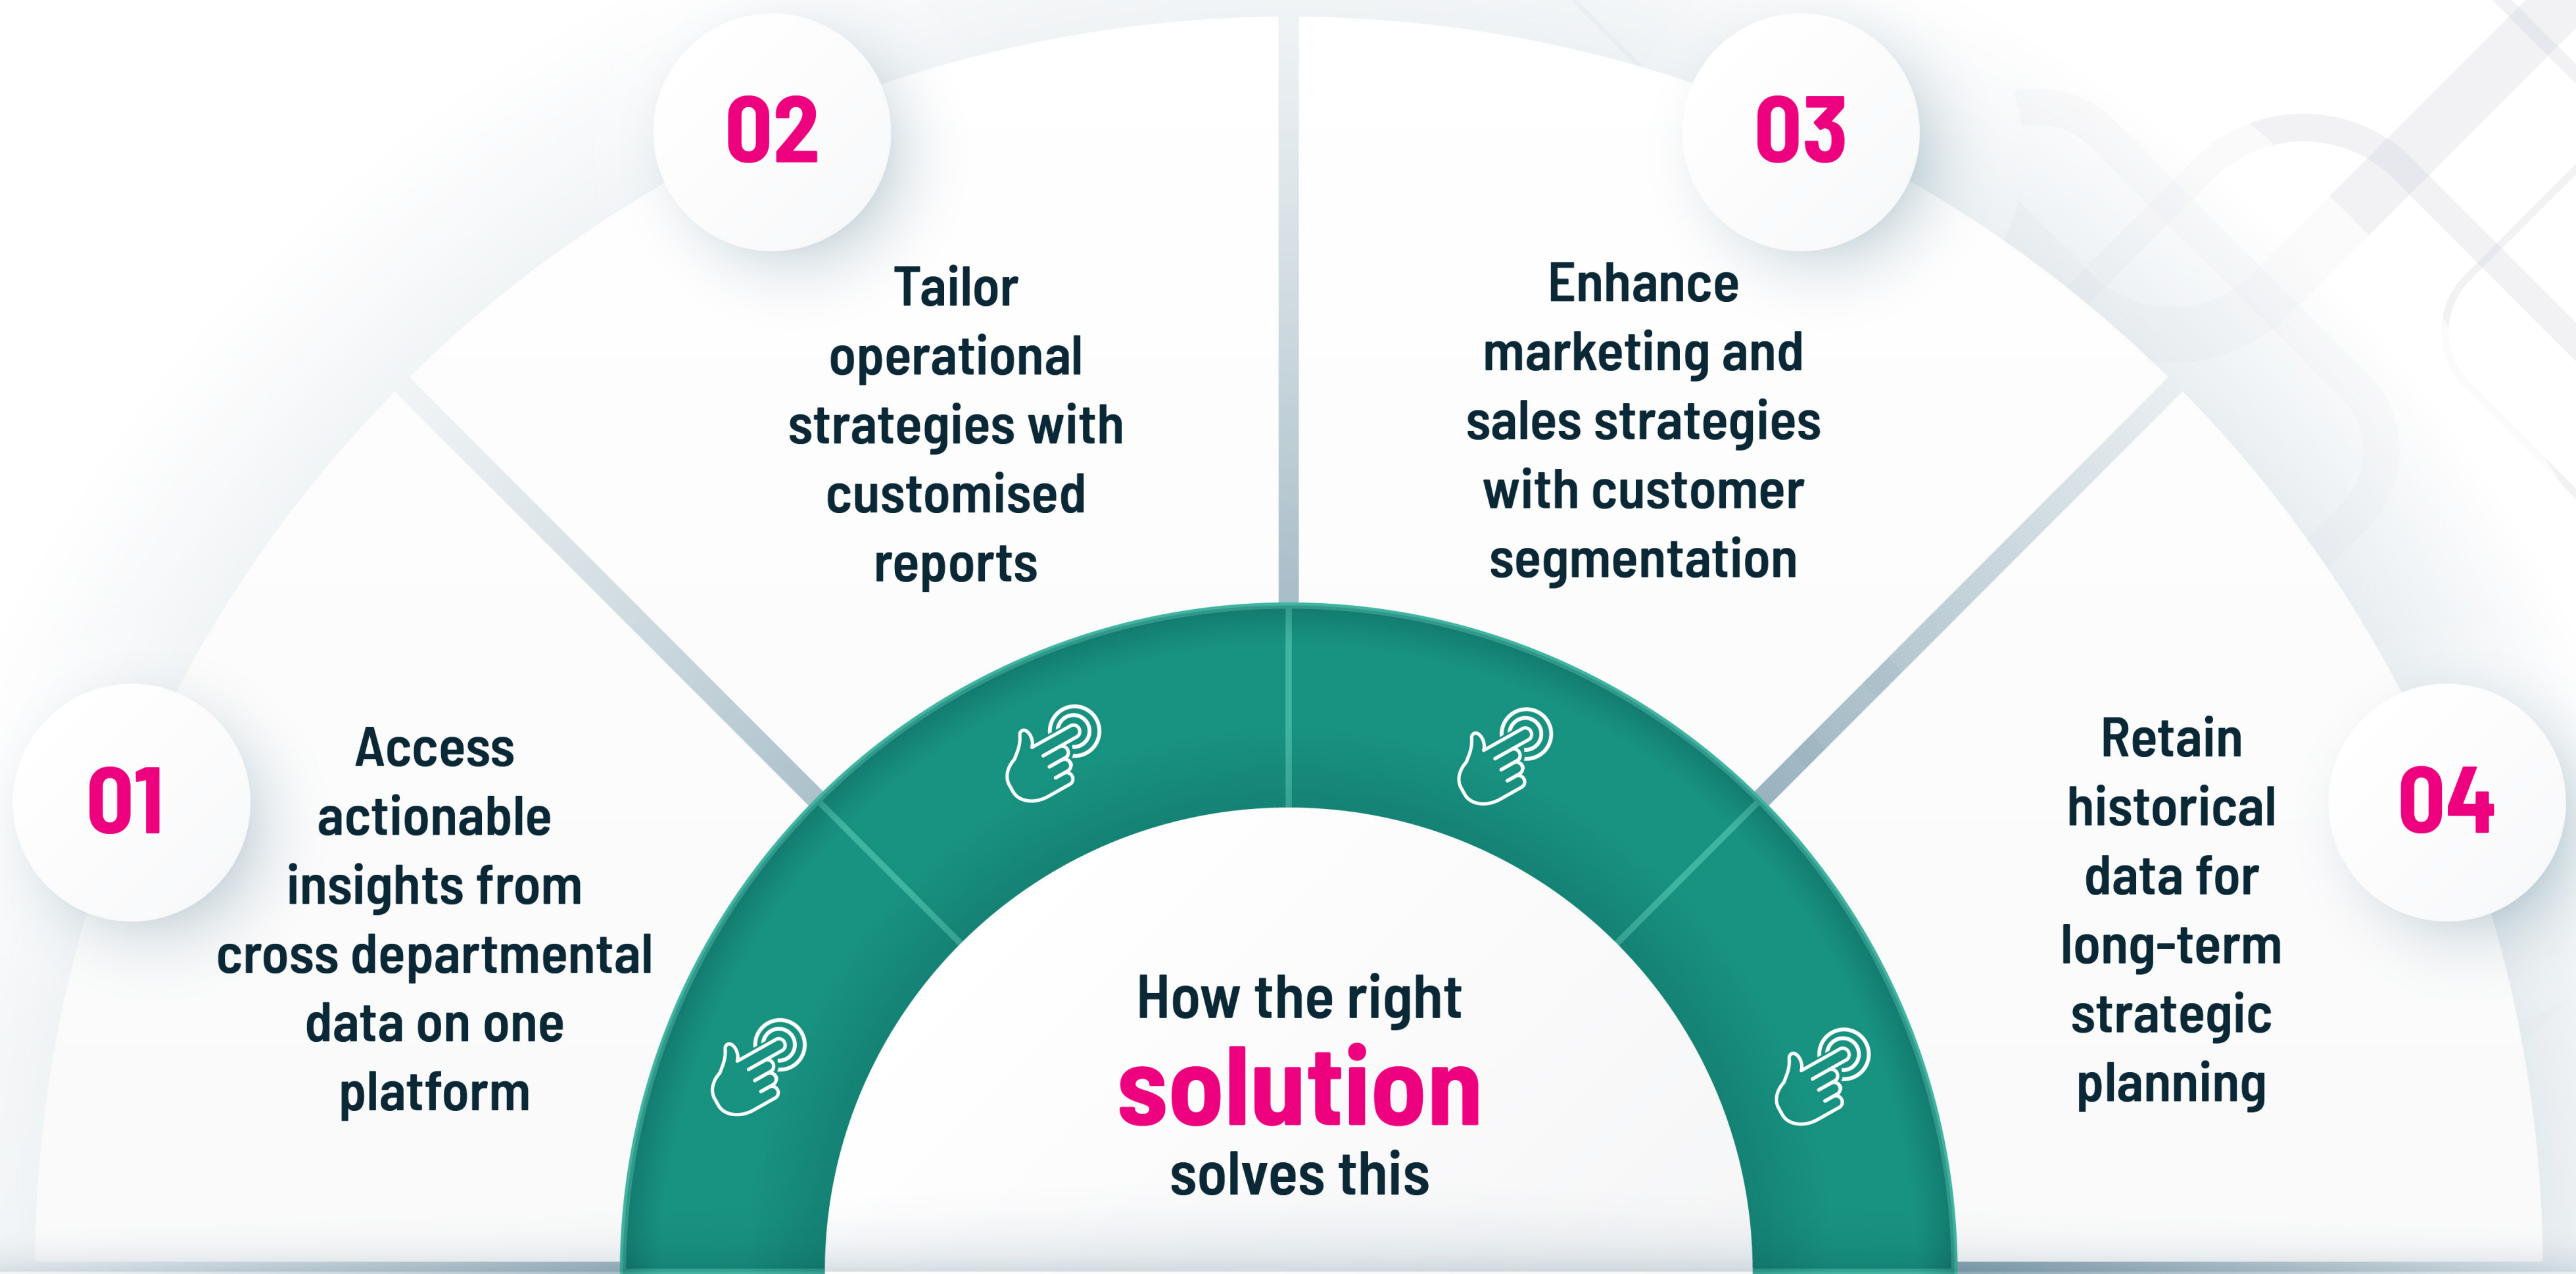 01
Access
actionable
insights from
cross departmental
data on one
platform
02
Tailor
operational
strategies with
customised
reports
03
Enhance
marketing and
sales strategies
with customer
segmentation
04
Retain
historical
data for
long-term
strategic
planning
How the right
solution
solves this